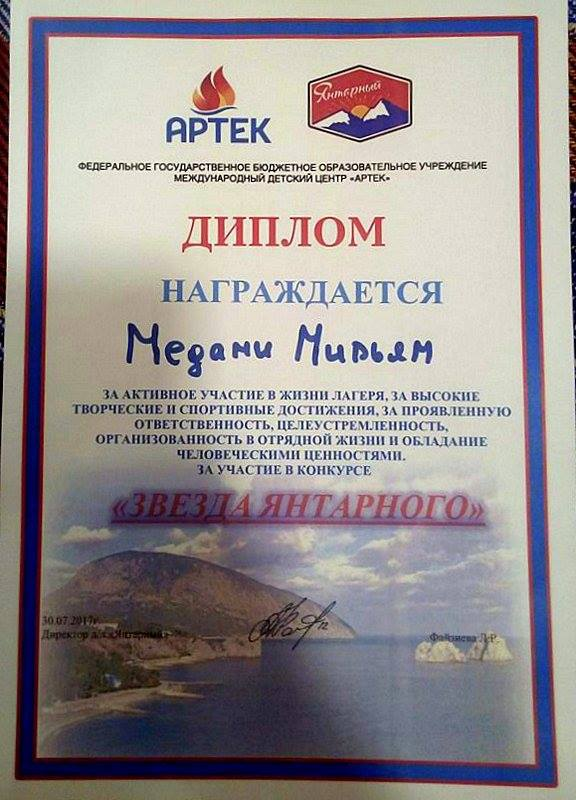 АРТЕК
Янтарный
ФЕДЕРАЛЬНОЕ ГОСУДАРСТВЕННОЕ БЮДЖЕТНОЕ ОБРАЗОВАТЕЛЬНОЕ УЧРЕЖДЕНИЕ
МЕЖДУНАРОДНЫЙ ДЕТСКИЙ ЦЕНТР «АРТЕК»
ДИПЛОМ
НАГРАЖДАЕТСЯ
Медани Мирьям
ЗА АКТИВНОЕ УЧАСТИЕ В ЖИЗНИ ЛАГЕРЯ, ЗА ВЫСОКИЕ
ТВОРЧЕСКИЕ И СПОРТИВНЫЕ ДОСТИЖЕНИЯ, ЗА ПРОЯВЛЕННУЮ
ОТВЕТСТВЕННОСТЬ, ЦЕЛЕУСТРЕМЛЕННОСТЬ,
ОРГАНИЗОВАННОСТЬ В ОТРЯДНОЙ ЖИЗНИ И ОБЛАДАНИЕ
ЧЕЛОВЕЧЕСКИМИ ЦЕННОСТЯМИ.
ЗА УЧАСТИЕ В КОНКУРСЕ
«ЗВЕЗДА ЯНТАРНОГО»
30.07.2017г.
Директор д/л «Янтарный»
Файзиева Л.Р.